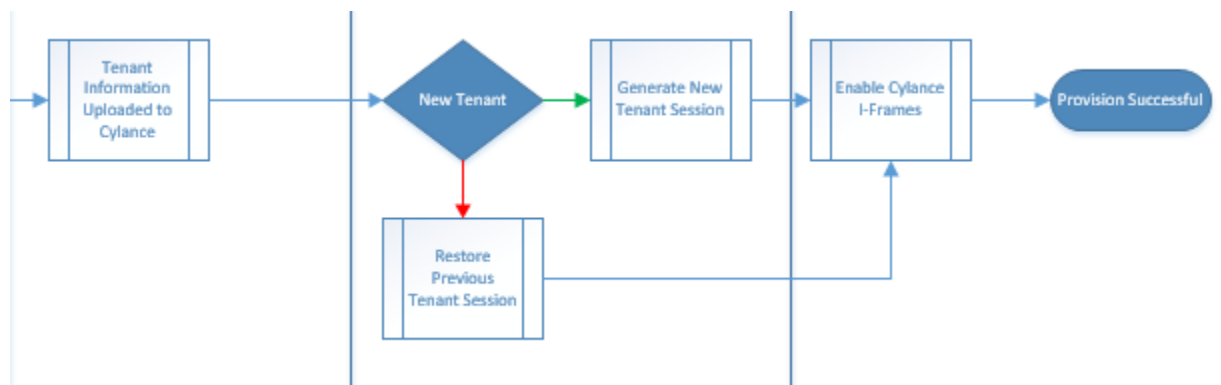 Tenant
Information
Uploaded to
Cylance
New Tenant
Generate New
Tenant Session
Enable Cylance
I-Frames
Provision Successful
Restore
Previous
Tenant Session